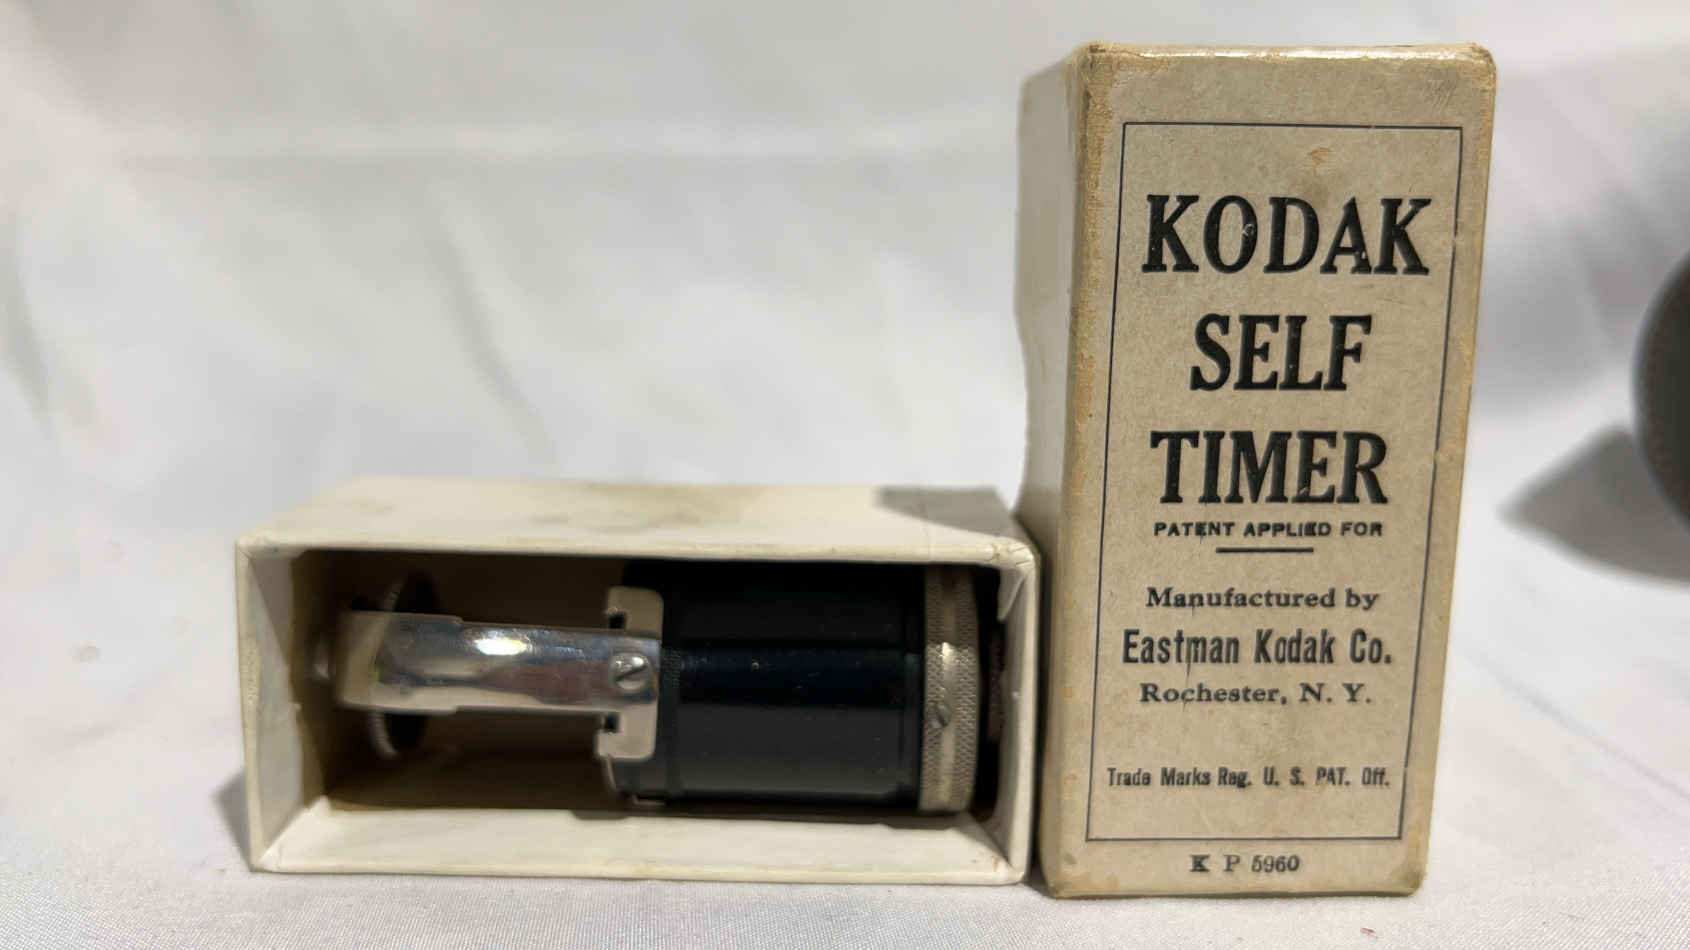 KODAK
SELF
TIMER
PATENT APPLIED FOR
Manufactured by
Eastman Kodak Co.
Rochester, N. Y.
Trade Marks Reg. U. S. PAT. Off.
K P 5960